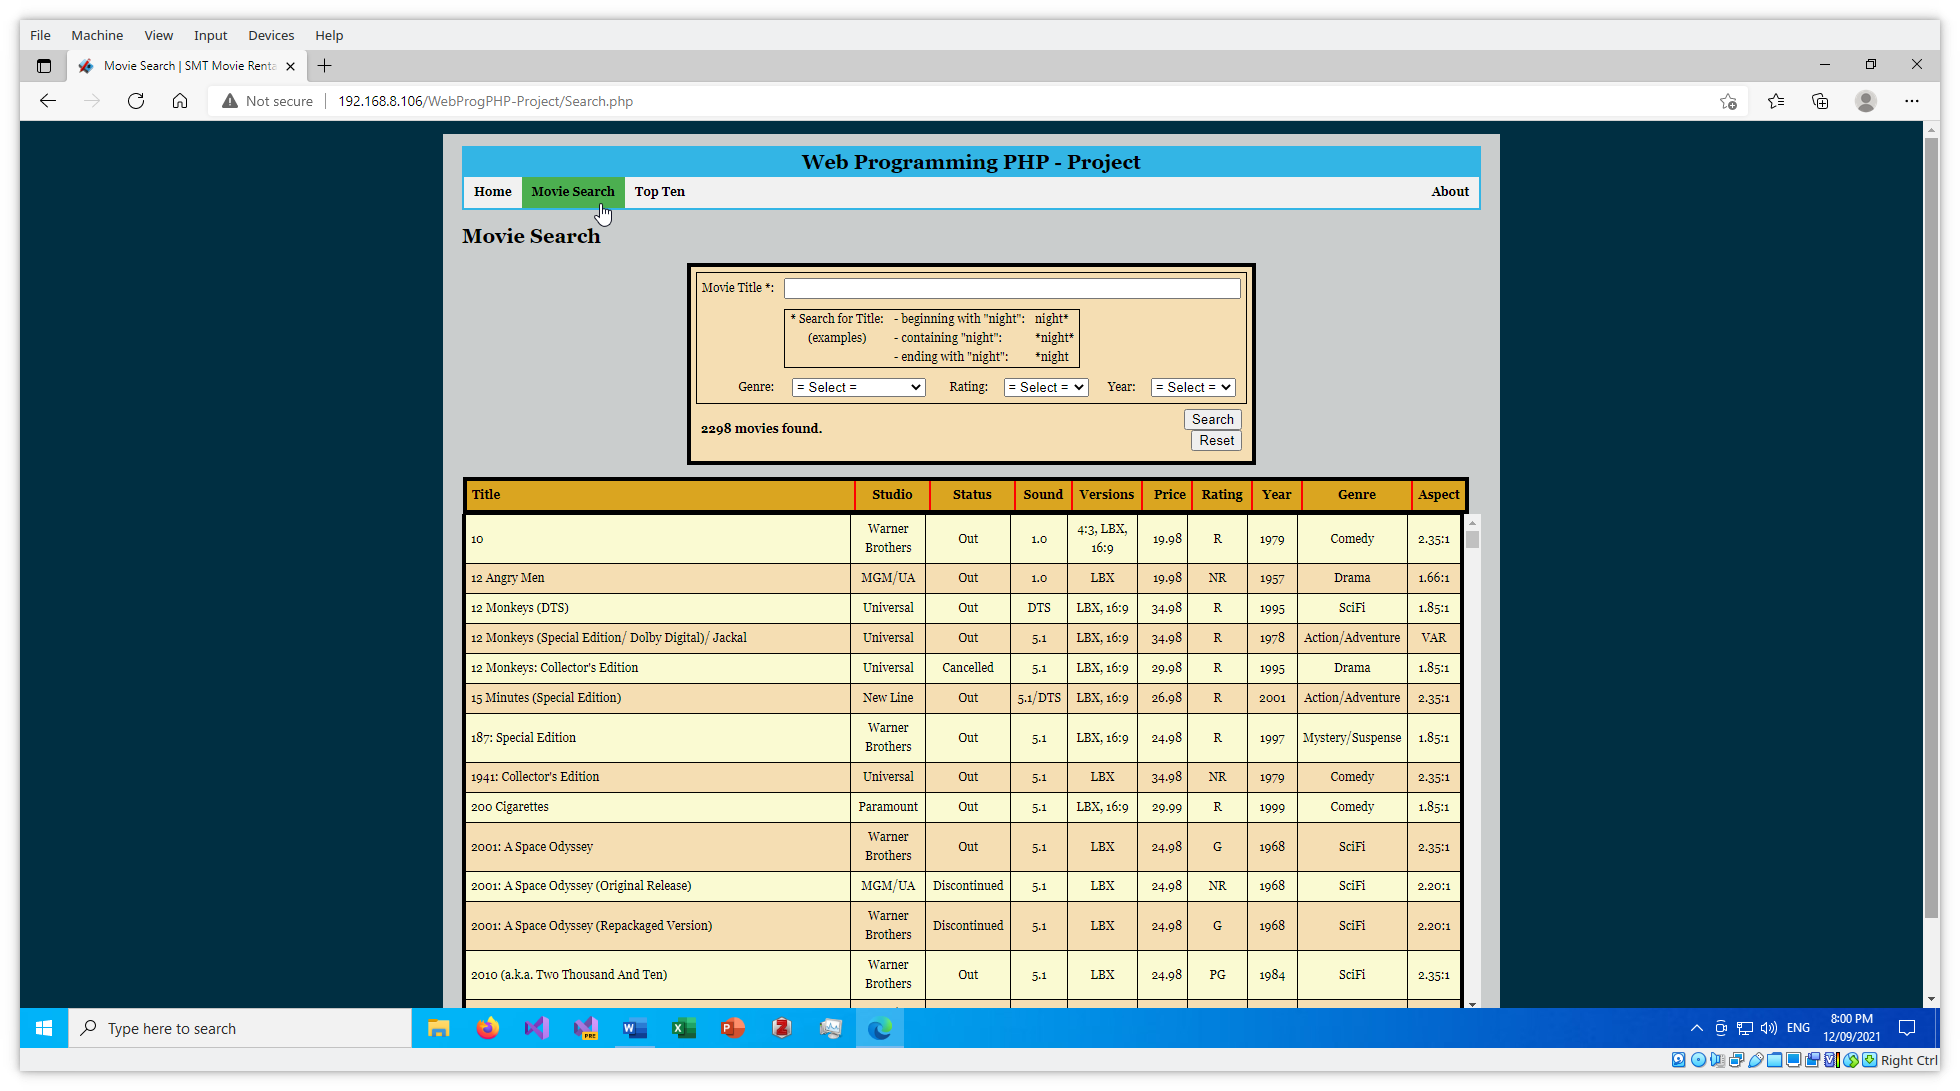 File Machine View Input Devices Help
Movie Search | SMT Movie Renta
Not secure 192.168.8.106/WebProgPHP-Project/Search.php
Web Programming PHP - Project
Home Movie Search Top Ten About
Movie Search
Movie Title *:
* Search for Title: - beginning with "night": night*
(examples) - containing "night": *night*
- ending with "night": *night
Genre: = Select = Rating: = Select = Year: = Select =
Search
2298 movies found.
Reset
Title Studio Status Sound Versions Price Rating Year Genre Aspect
10 Warner Brothers Out 1.0 4:3, LBX, 16:9 19.98 R 1979 Comedy 2.35:1
12 Angry Men MGM/UA Out 1.0 LBX 19.98 NR 1957 Drama 1.66:1
12 Monkeys (DTS) Universal Out DTS LBX, 16:9 34.98 R 1995 SciFi 1.85:1
12 Monkeys (Special Edition/ Dolby Digital)/ Jackal Universal Out 5.1 LBX, 16:9 34.98 R 1978 Action/Adventure VAR
12 Monkeys: Collector's Edition Universal Cancelled 5.1 LBX, 16:9 29.98 R 1995 Drama 1.85:1
15 Minutes (Special Edition) New Line Out 5.1/DTS LBX, 16:9 26.98 R 2001 Action/Adventure 2.35:1
187: Special Edition Warner Brothers Out 5.1 LBX, 16:9 24.98 R 1997 Mystery/Suspense 1.85:1
1941: Collector's Edition Universal Out 5.1 LBX 34.98 NR 1979 Comedy 2.35:1
200 Cigarettes Paramount Out 5.1 LBX, 16:9 29.99 R 1999 Comedy 1.85:1
2001: A Space Odyssey Warner Brothers Out 5.1 LBX 24.98 G 1968 SciFi 2.35:1
2001: A Space Odyssey (Original Release) MGM/UA Discontinued 5.1 LBX 24.98 NR 1968 SciFi 2.20:1
2001: A Space Odyssey (Repackaged Version) Warner Brothers Discontinued 5.1 LBX 24.98 G 1968 SciFi 2.20:1
2010 (a.k.a. Two Thousand And Ten) Warner Brothers Out 5.1 LBX 24.98 PG 1984 SciFi 2.35:1
Type here to search PRE ENG 8:00 PM
12/09/2021
Right Ctrl